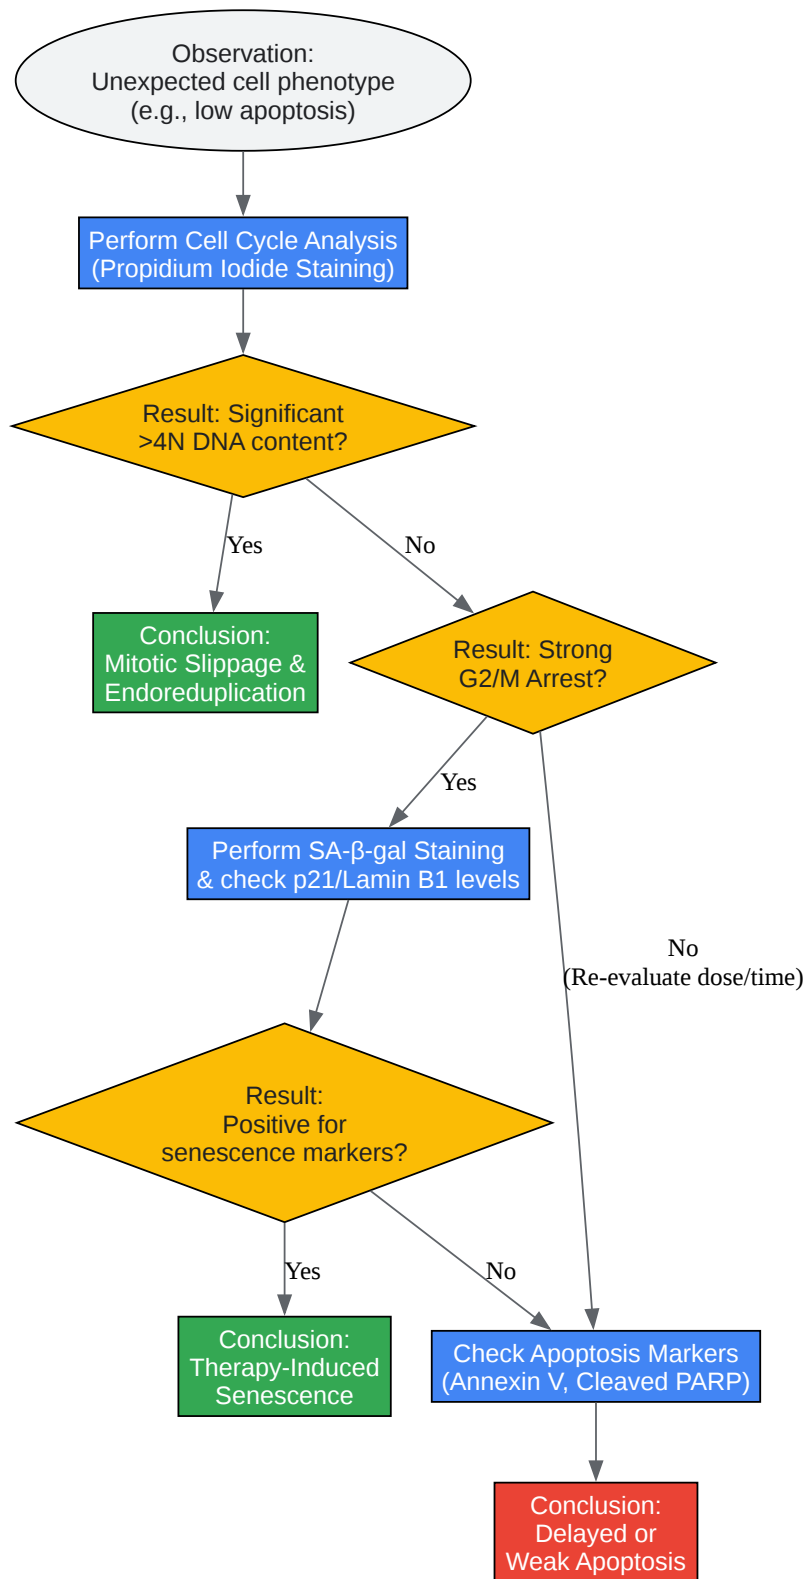 Observation:
Unexpected cell phenotype
(e.g., low apoptosis)
Perform Cell Cycle Analysis
(Propidium Iodide Staining)
Result: Significant
>4N DNA content?
Yes
No
Conclusion:
Mitotic Slippage &
Endoreduplication
Result: Strong
G2/M Arrest?
Yes
Perform SA-β-gal Staining
& check p21/Lamin B1 levels
No
(Re-evaluate dose/time)
Result:
Positive for
senescence markers?
Yes
No
Conclusion:
Therapy-Induced
Senescence
Check Apoptosis Markers
(Annexin V, Cleaved PARP)
Conclusion:
Delayed or
Weak Apoptosis